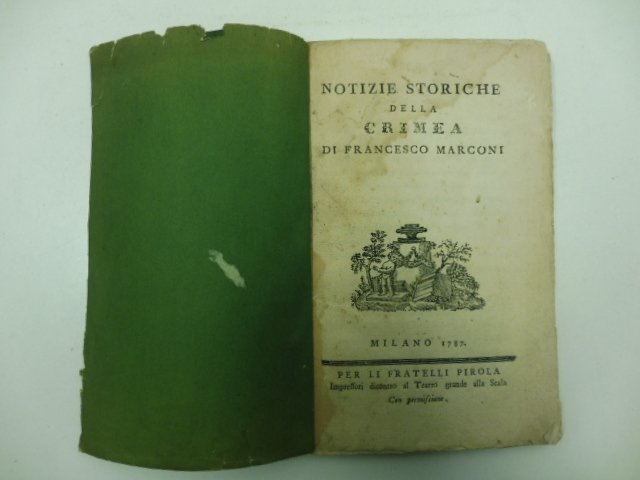 NOTIZIE STORICHE
DELLA
CRIMEA
DI FRANCESCO MARCONI
MILANO 1787.
PER LI FRATELLI PIROLA
Impressori dicontro al Teatro grande alla Scala
Con permissione.